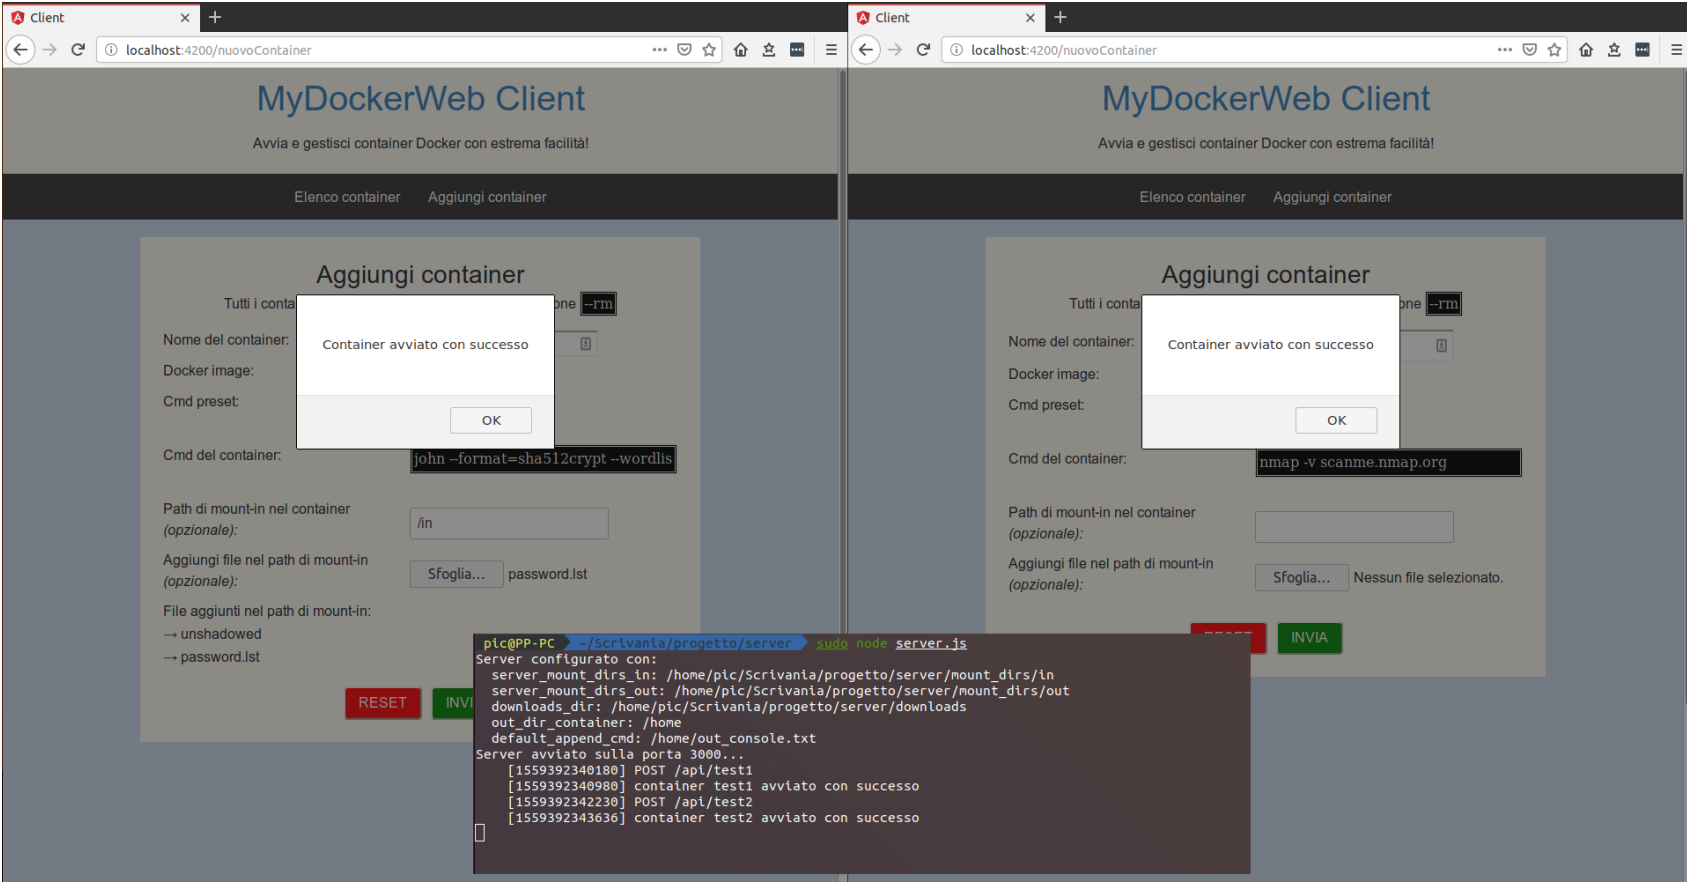 Client
localhost:4200/nuovoContainer
MyDockerWeb Client
Avvia e gestisci container Docker con estrema facilità!
Elenco container Aggiungi container
Aggiungi container
Tutti i conta one --rm
Container avviato con successo
OK
Nome del container:
Docker image:
Cmd preset:
Cmd del container: john --format=sha512crypt --wordlis
Path di mount-in nel container
(opzionale): /in
Aggiungi file nel path di mount-in
(opzionale): Sfoglia... password.lst
File aggiunti nel path di mount-in:
→ unshadowed
→ password.lst
RESET INVI
Client
localhost:4200/nuovoContainer
MyDockerWeb Client
Avvia e gestisci container Docker con estrema facilità!
Elenco container Aggiungi container
Aggiungi container
Tutti i conta one --rm
Container avviato con successo
OK
Nome del container:
Docker image:
Cmd preset:
Cmd del container: nmap -v scanme.nmap.org
Path di mount-in nel container
(opzionale):
Aggiungi file nel path di mount-in
(opzionale): Sfoglia... Nessun file selezionato.
RESET INVIA
pic@PP-PC ~/Scrivania/progetto/server sudo node server.js
Server configurato con:
server_mount_dirs_in: /home/pic/Scrivania/progetto/server/mount_dirs/in
server_mount_dirs_out: /home/pic/Scrivania/progetto/server/mount_dirs/out
downloads_dir: /home/pic/Scrivania/progetto/server/downloads
out_dir_container: /home
default_append_cmd: /home/out_console.txt
Server avviato sulla porta 3000...
[1559392340180] POST /api/test1
[1559392340980] container test1 avviato con successo
[1559392342230] POST /api/test2
[1559392343636] container test2 avviato con successo